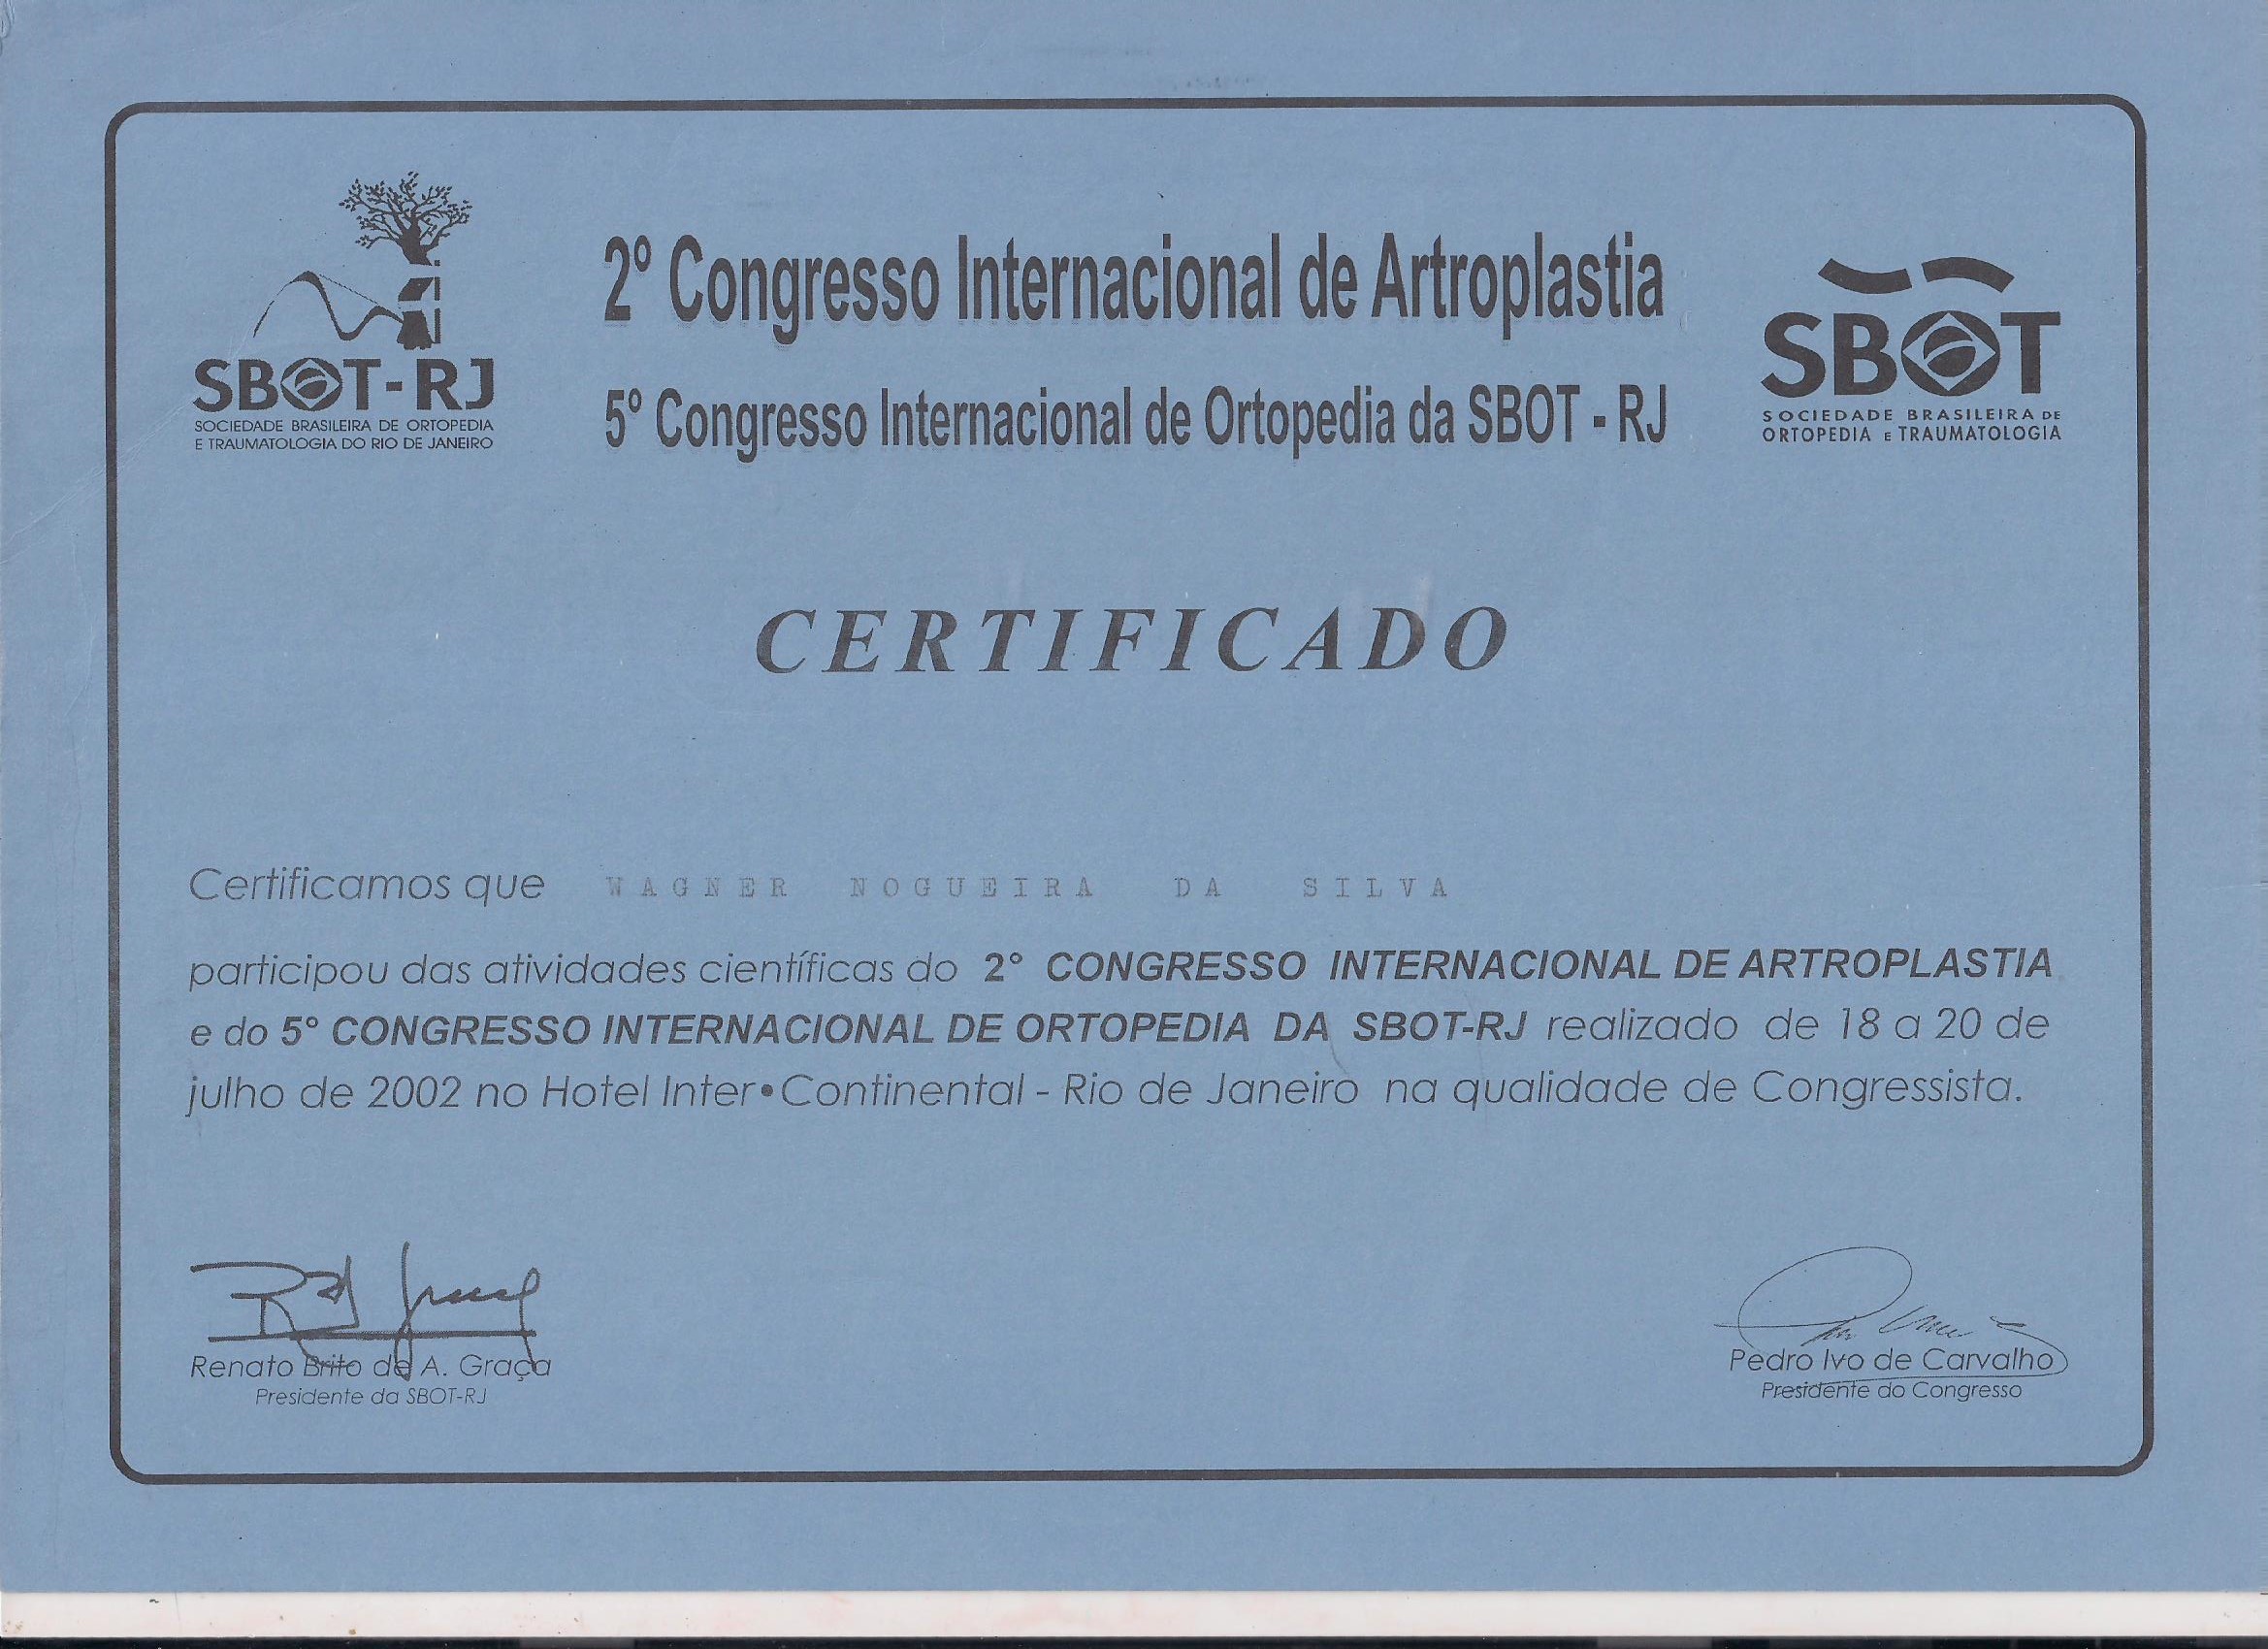 2º Congresso Internacional de Artroplastia
5º Congresso Internacional de Ortopedia da SBOT - RJ
SBOT-RJ
SOCIEDADE BRASILEIRA DE ORTOPEDIA
E TRAUMATOLOGIA DO RIO DE JANEIRO
SBOT
SOCIEDADE BRASILEIRA DE
ORTOPEDIA E TRAUMATOLOGIA
CERTIFICADO
Certificamos que WAGNER NOGUEIRA DA SILVA
participou das atividades científicas do 2° CONGRESSO INTERNACIONAL DE ARTROPLASTIA
e do 5° CONGRESSO INTERNACIONAL DE ORTOPEDIA DA SBOT-RJ realizado de 18 a 20 de
julho de 2002 no Hotel Inter•Continental - Rio de Janeiro na qualidade de Congressista.
Renato Brito de A. Graça
Presidente da SBOT-RJ
Pedro Ivo de Carvalho
Presidente do Congresso